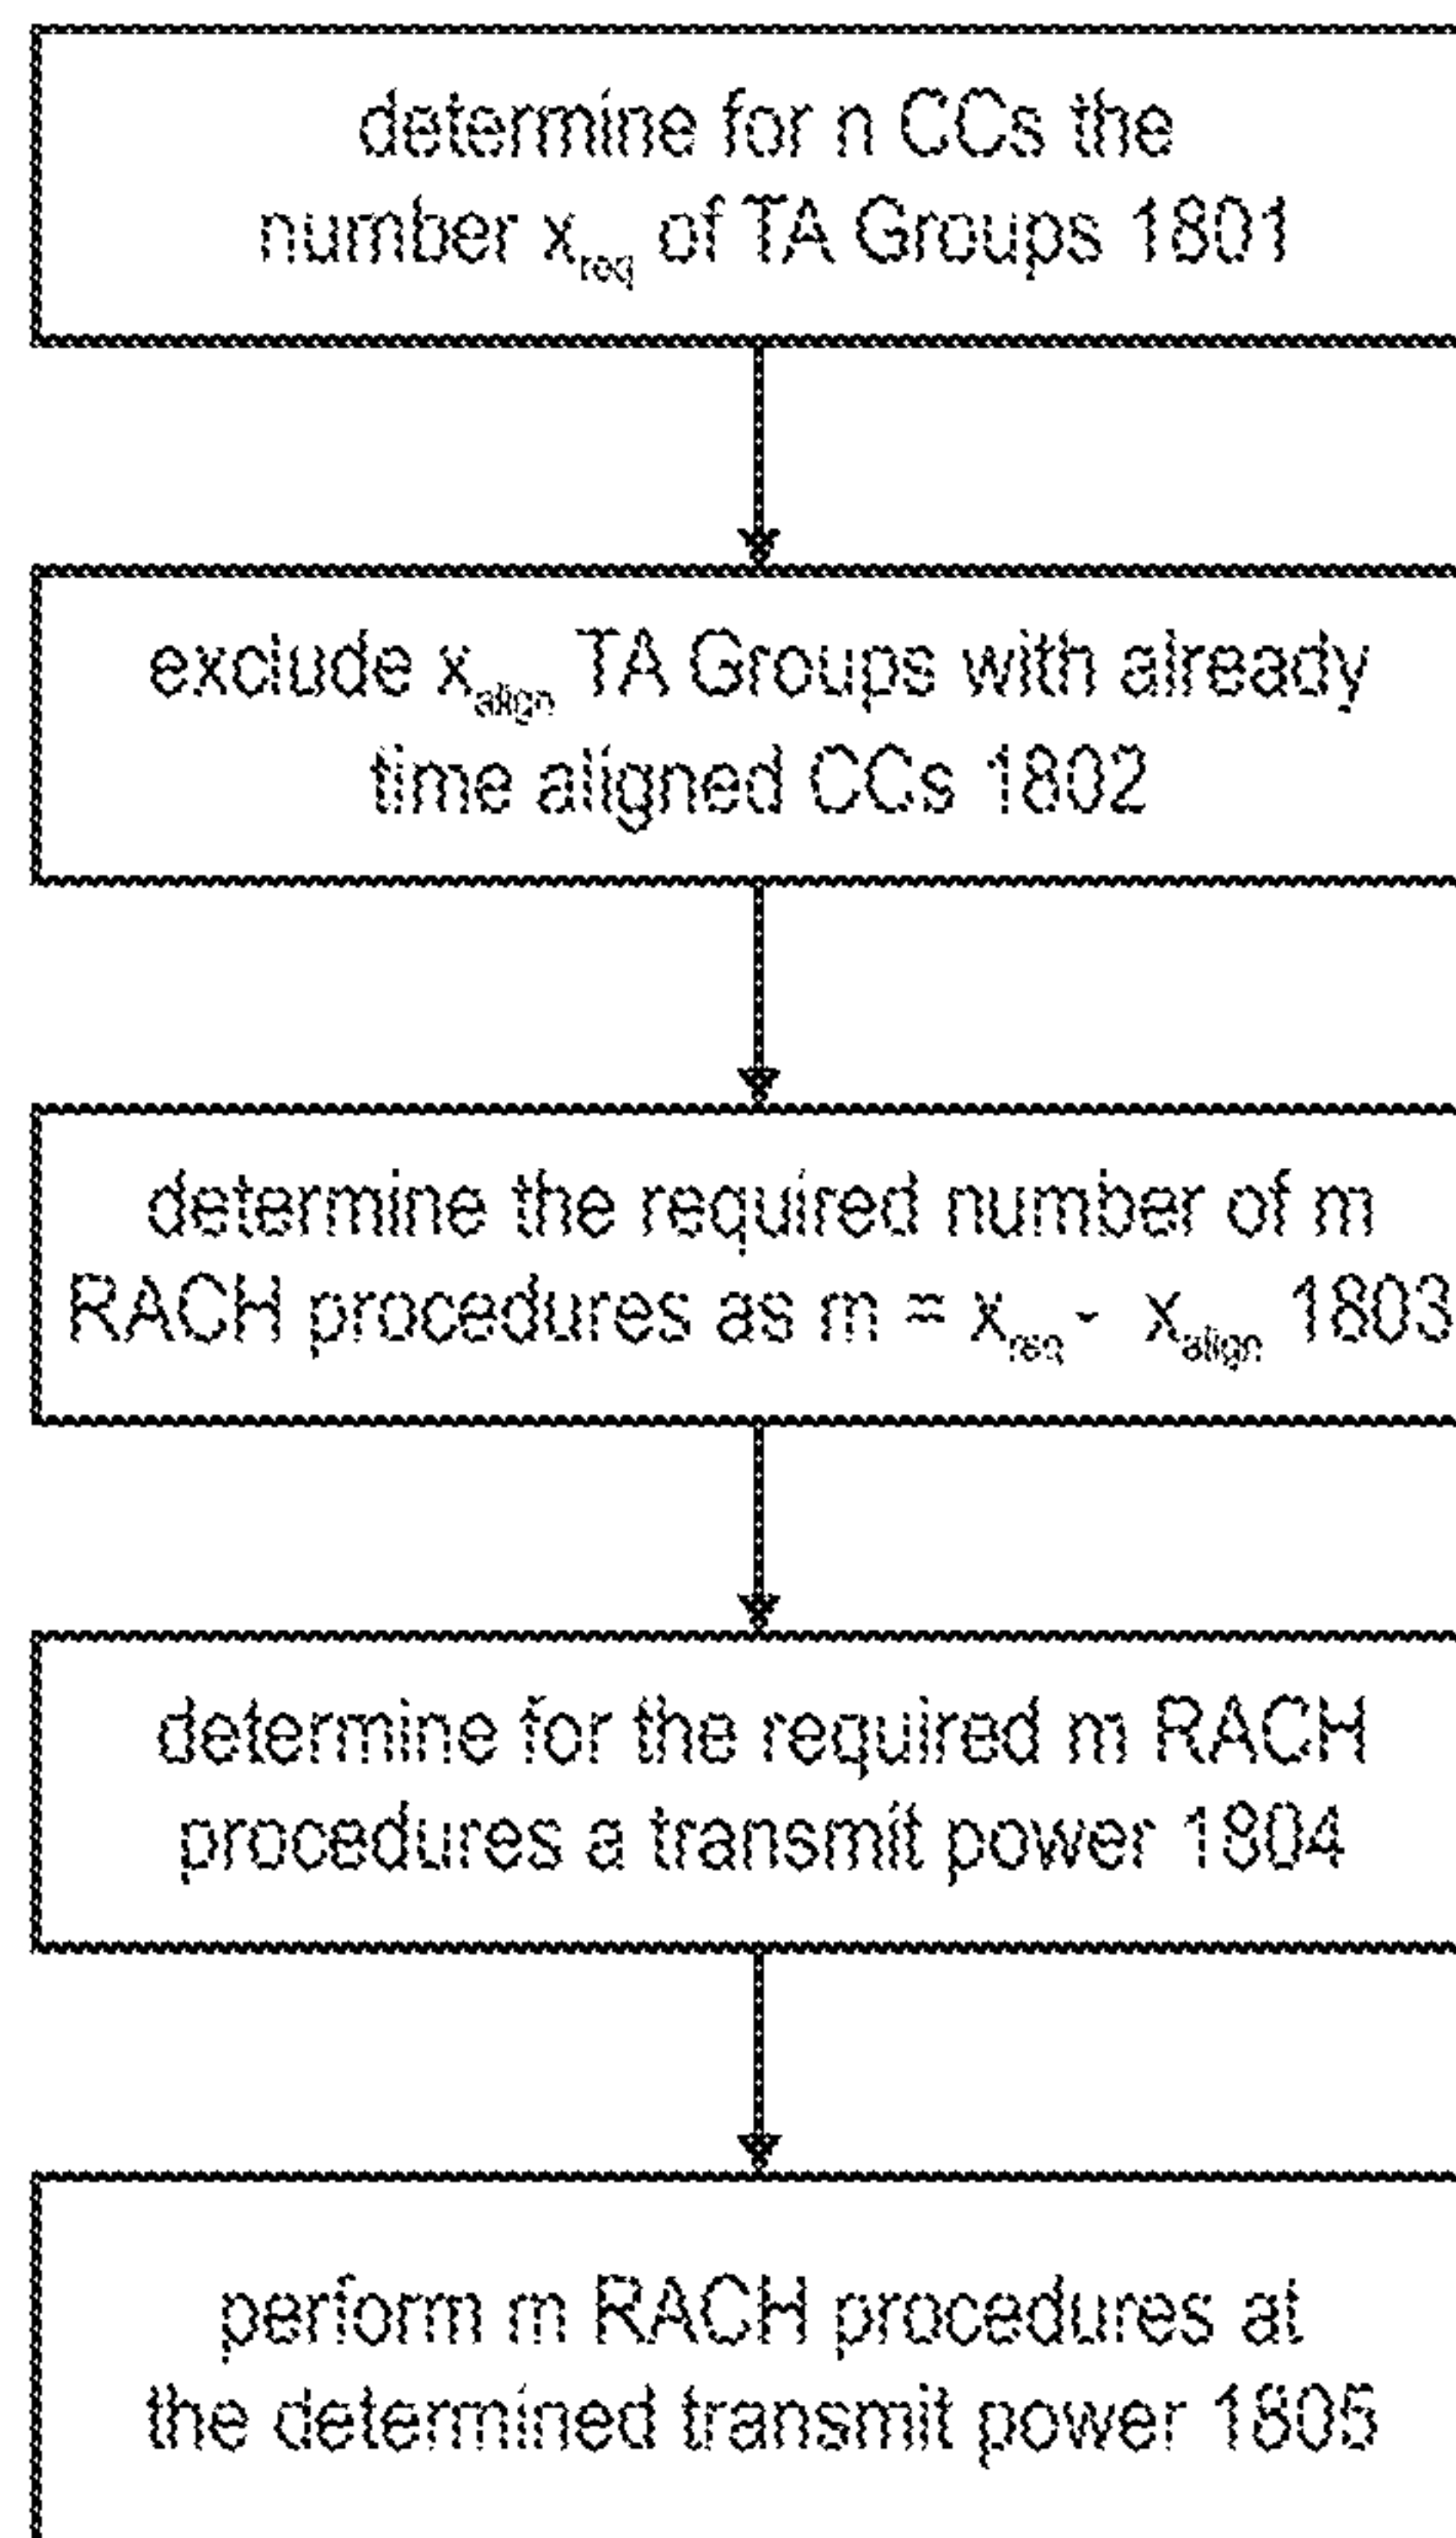 determine for n CCs the
number x_req of TA Groups 1801
exclude x_align TA Groups with already
time aligned CCs 1802
determine the required number of m
RACH procedures as m = x_req - x_align 1803
determine for the required m RACH
procedures a transmit power 1804
perform m RACH procedures at
the determined transmit power 1805